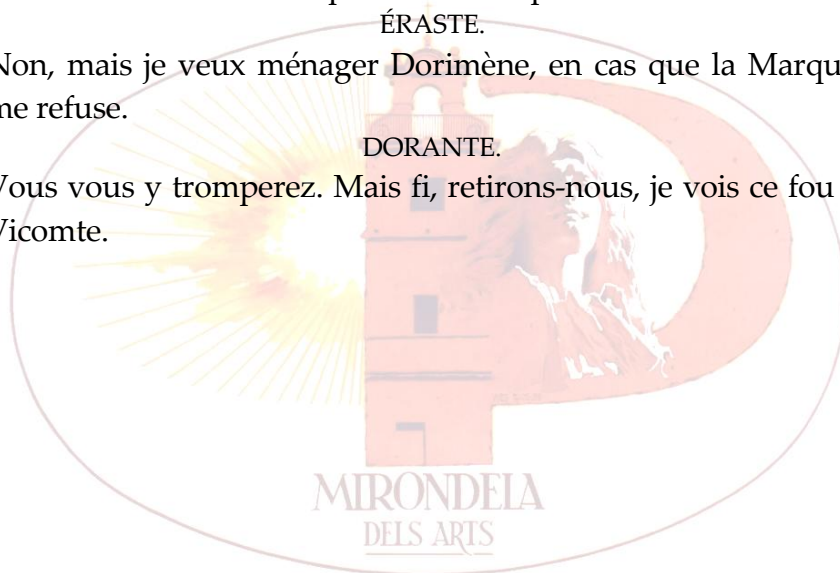 ÉRASTE.
Non, mais je veux ménager Dorimène, en cas que la
me refuse.
DORANTE.
Vous vous y tromperez. Mais fi, retirons-nous, je vois ce fou
Vicomte.
MIRONDELA
DELS ARTS